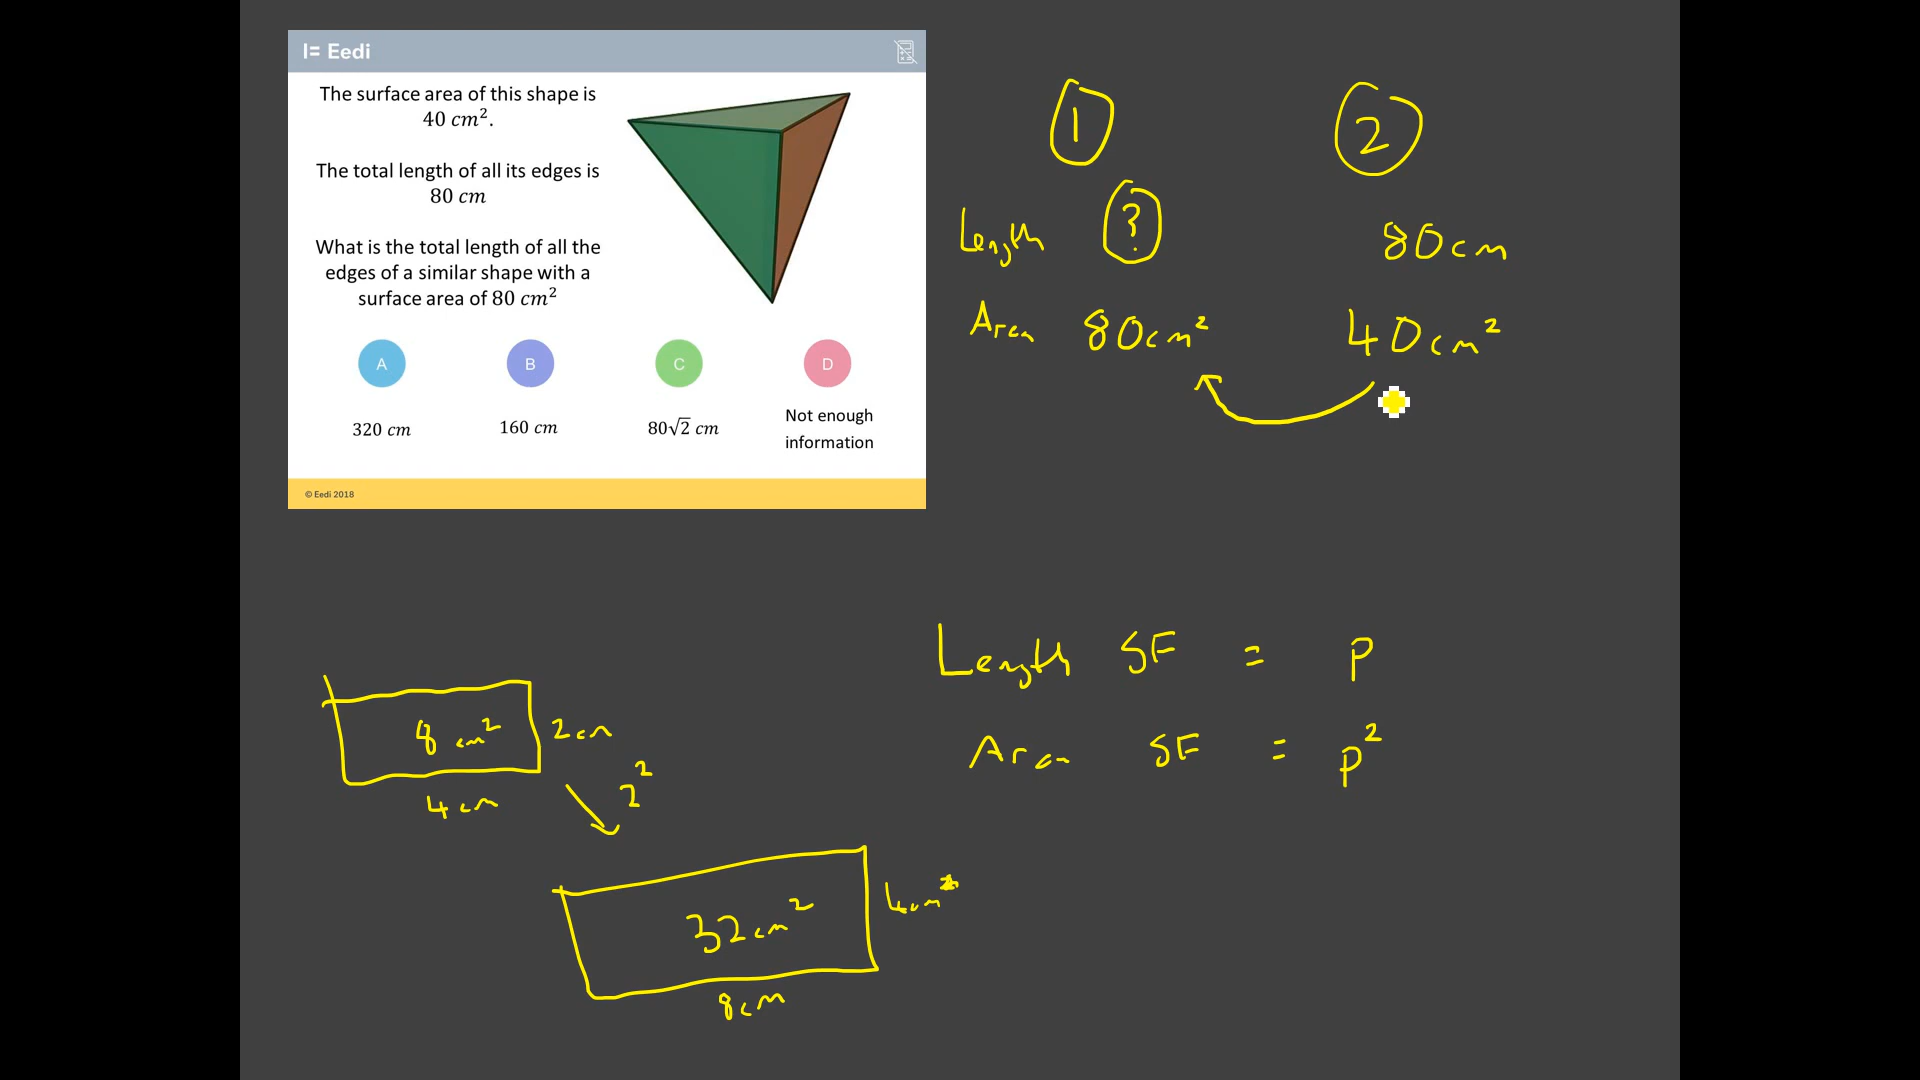 I= Eedi
The surface area of this shape is
40 cm².
The total length of all its edges is
80 cm
What is the total length of all the
edges of a similar shape with a
surface area of 80 cm²
A
B
C
D
320 cm
160 cm
80√2 cm
Not enough
information
© Eedi 2018
1 2
Length ? 80cm
Area 80cm² 40cm²
Length SF = P
Area SF = P²
8 cm²
2cm
4cm
2²
32cm²
4cm
8cm